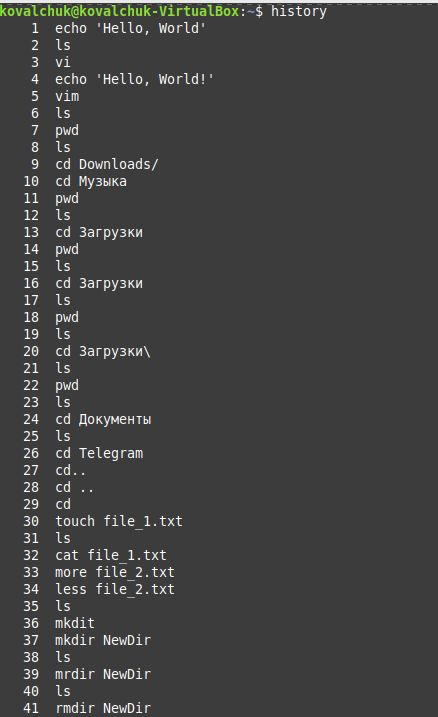 kovalchuk@kovalchuk-VirtualBox:~$ history
1 echo 'Hello, World'
2 ls
3 vi
4 echo 'Hello, World!'
5 vim
6 ls
7 pwd
8 ls
9 cd Downloads/
10 cd Музыка
11 pwd
12 ls
13 cd Загрузки
14 pwd
15 ls
16 cd Загрузки
17 ls
18 pwd
19 ls
20 cd Загрузки\
21 ls
22 pwd
23 ls
24 cd Документы
25 ls
26 cd Telegram
27 cd..
28 cd ..
29 cd
30 touch file_1.txt
31 ls
32 cat file_1.txt
33 more file_2.txt
34 less file_2.txt
35 ls
36 mkdit
37 mkdir NewDir
38 ls
39 mrdir NewDir
40 ls
41 rmdir NewDir